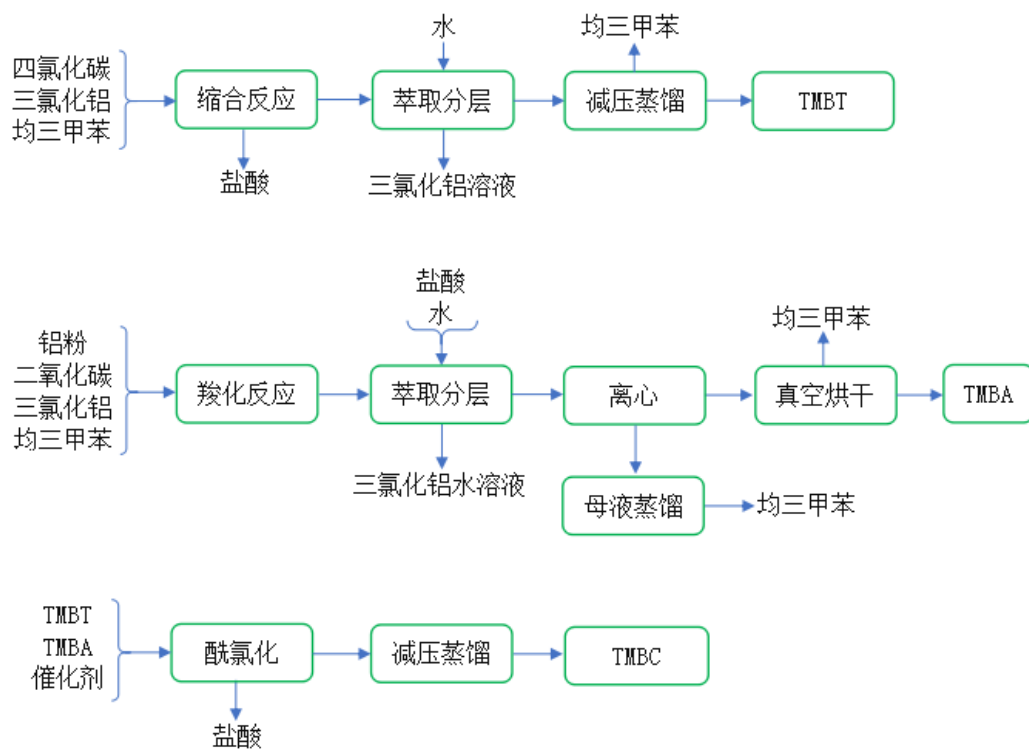 水
均三甲苯
四氯化碳
三氯化铝
均三甲苯
缩合反应
萃取分层
减压蒸馏
TMBT
盐酸
三氯化铝溶液
盐酸
水
均三甲苯
铝粉
二氧化碳
三氯化铝
均三甲苯
羧化反应
萃取分层
离心
真空烘干
TMBA
三氯化铝水溶液
母液蒸馏
均三甲苯
TMBT
TMBA
催化剂
酰氯化
减压蒸馏
TMBC
盐酸